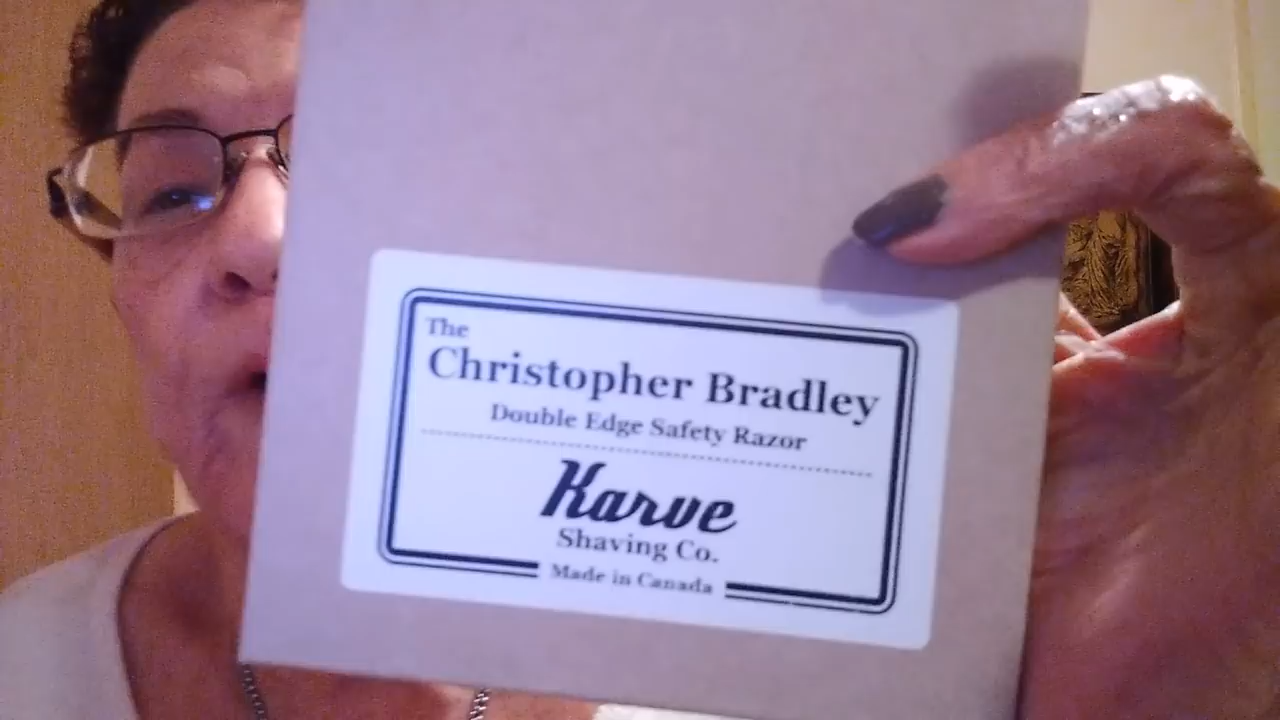 The
Christopher Bradley
Double Edge Safety Razor
Karve
Shaving Co.
Made in Canada